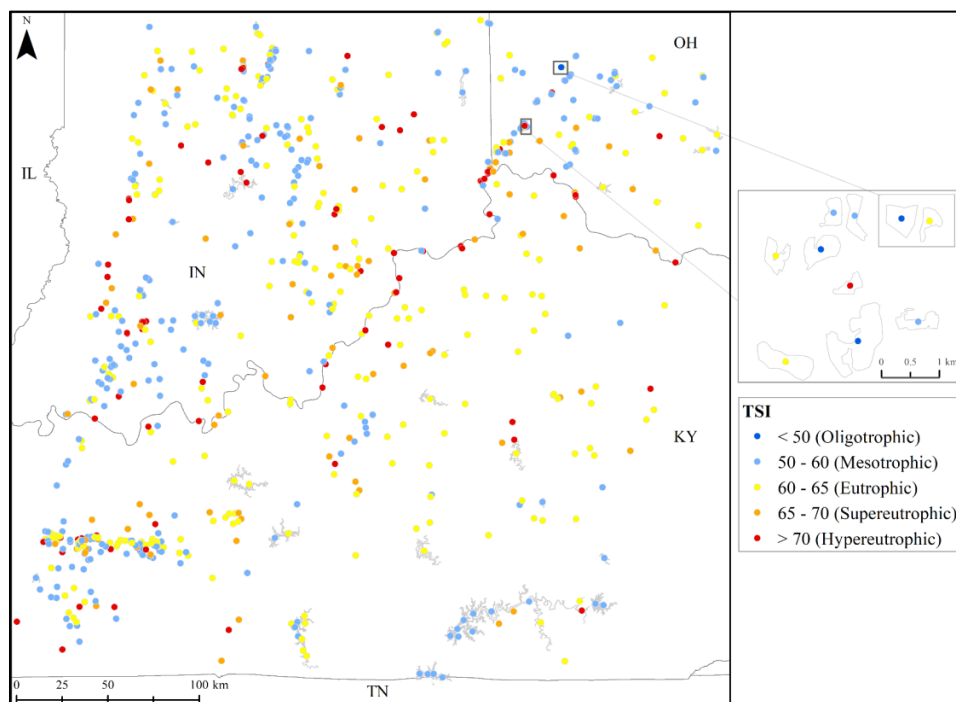 N
OH
IL
IN
KY
TN
0 25 50 100 km
0 0.5 1 km
TSI
< 50 (Oligotrophic)
50 - 60 (Mesotrophic)
60 - 65 (Eutrophic)
65 - 70 (Supereutrophic)
> 70 (Hypereutrophic)